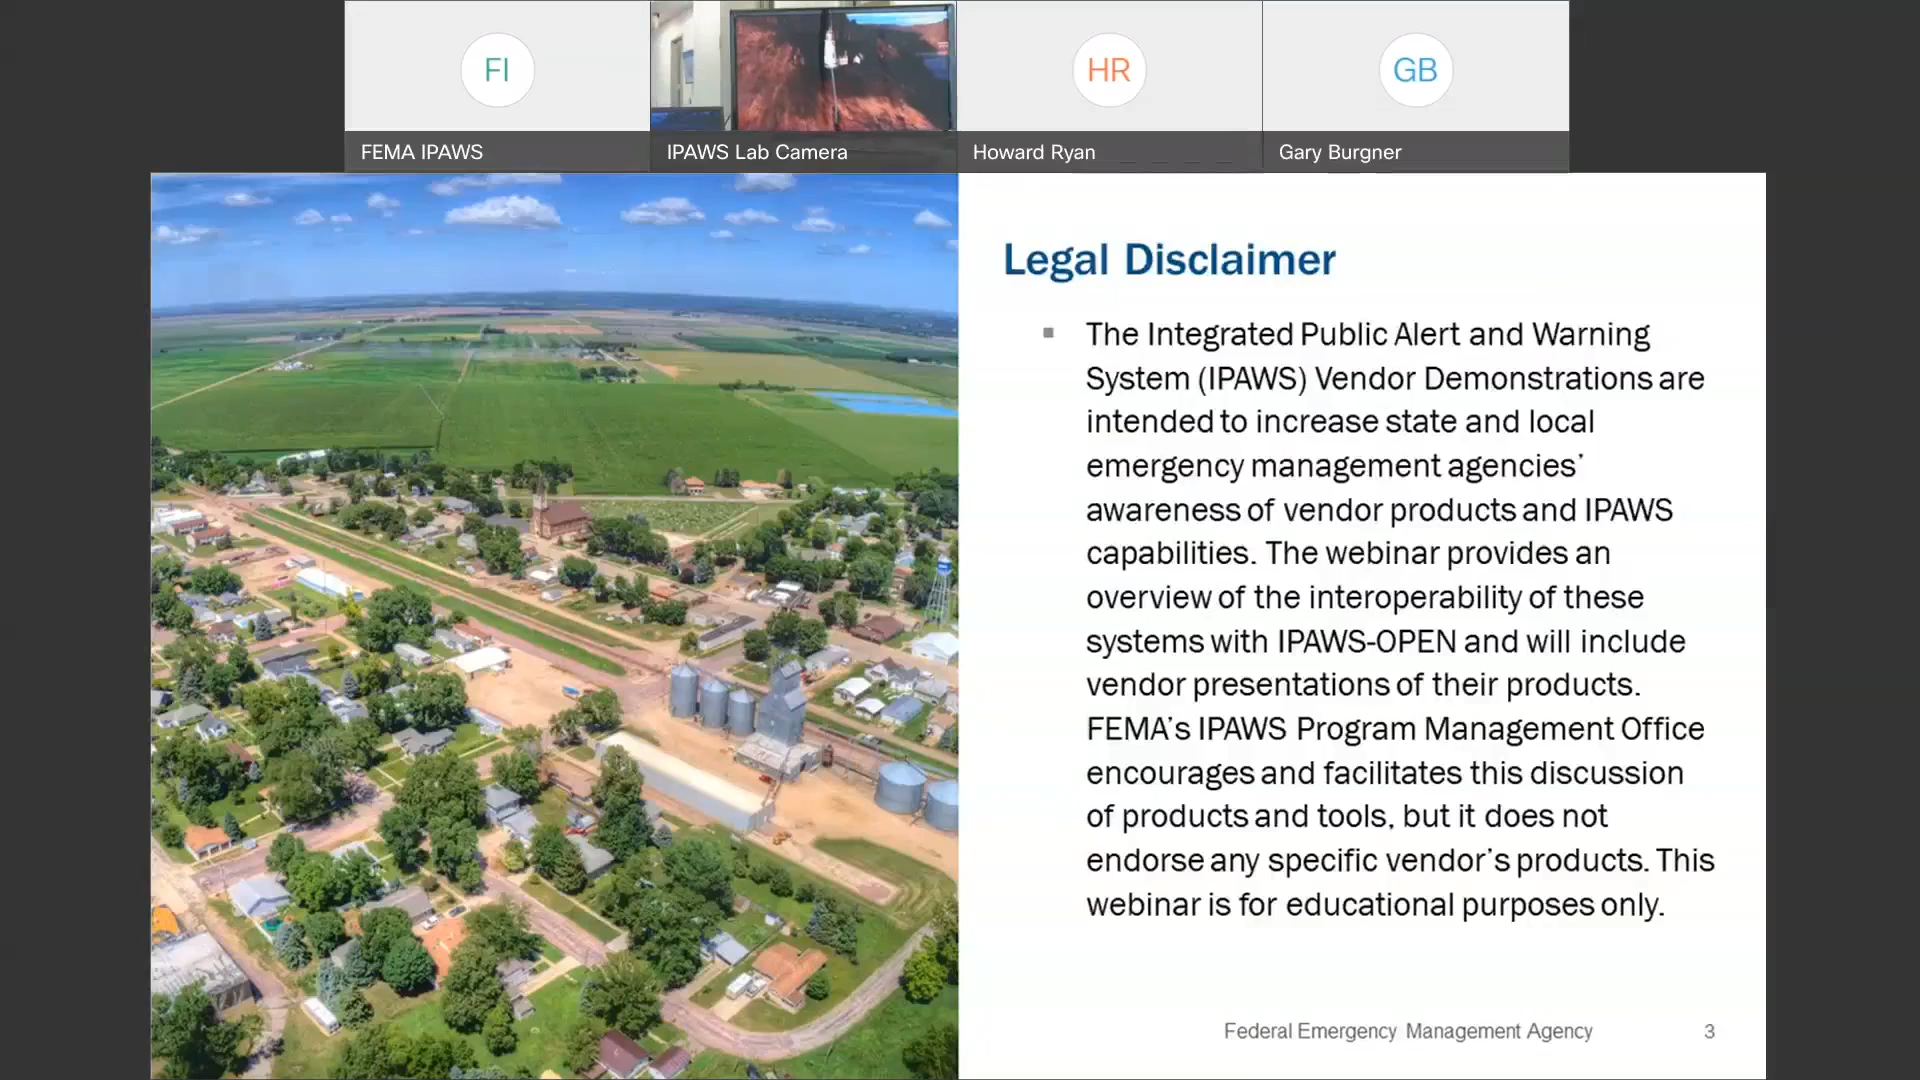 FI
HR
GB
FEMA IPAWS
IPAWS Lab Camera
Howard Ryan
Gary Burgner
Legal Disclaimer
The Integrated Public Alert and Warning
System (IPAWS) Vendor Demonstrations are
intended to increase state and local
emergency management agencies’
awareness of vendor products and IPAWS
capabilities. The webinar provides an
overview of the interoperability of these
systems with IPAWS-OPEN and will include
vendor presentations of their products.
FEMA’s IPAWS Program Management Office
encourages and facilitates this discussion
of products and tools, but it does not
endorse any specific vendor’s products. This
webinar is for educational purposes only.
Federal Emergency Management Agency
3